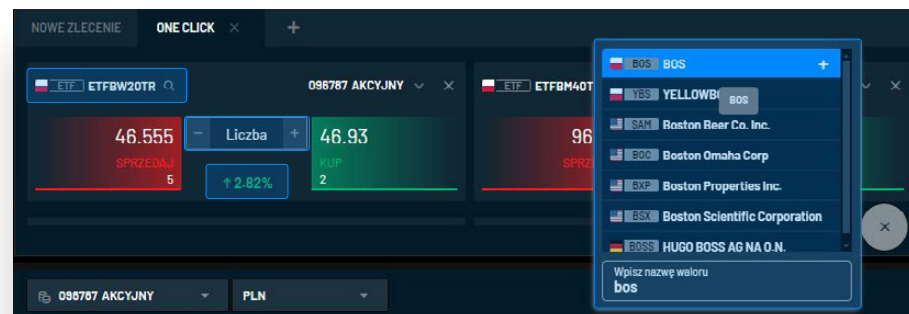 NOWE ZLECENIE ONE CLICK × +
ETF ETFBW20TR 096787 AKCYJNY ×
46.555 − Liczba + 46.93
SPRZEDAJ ↑2.82% KUP
5 2
ETF ETFBM40T ×
96
SPRZ
BOS BOS +
YBS YELLOWB
BOS
SAM Boston Beer Co. Inc.
BOC Boston Omaha Corp
BXP Boston Properties Inc.
BSX Boston Scientific Corporation
BOSS HUGO BOSS AG NA O.N.
Wpisz nazwę waloru
bos
×
096787 AKCYJNY PLN